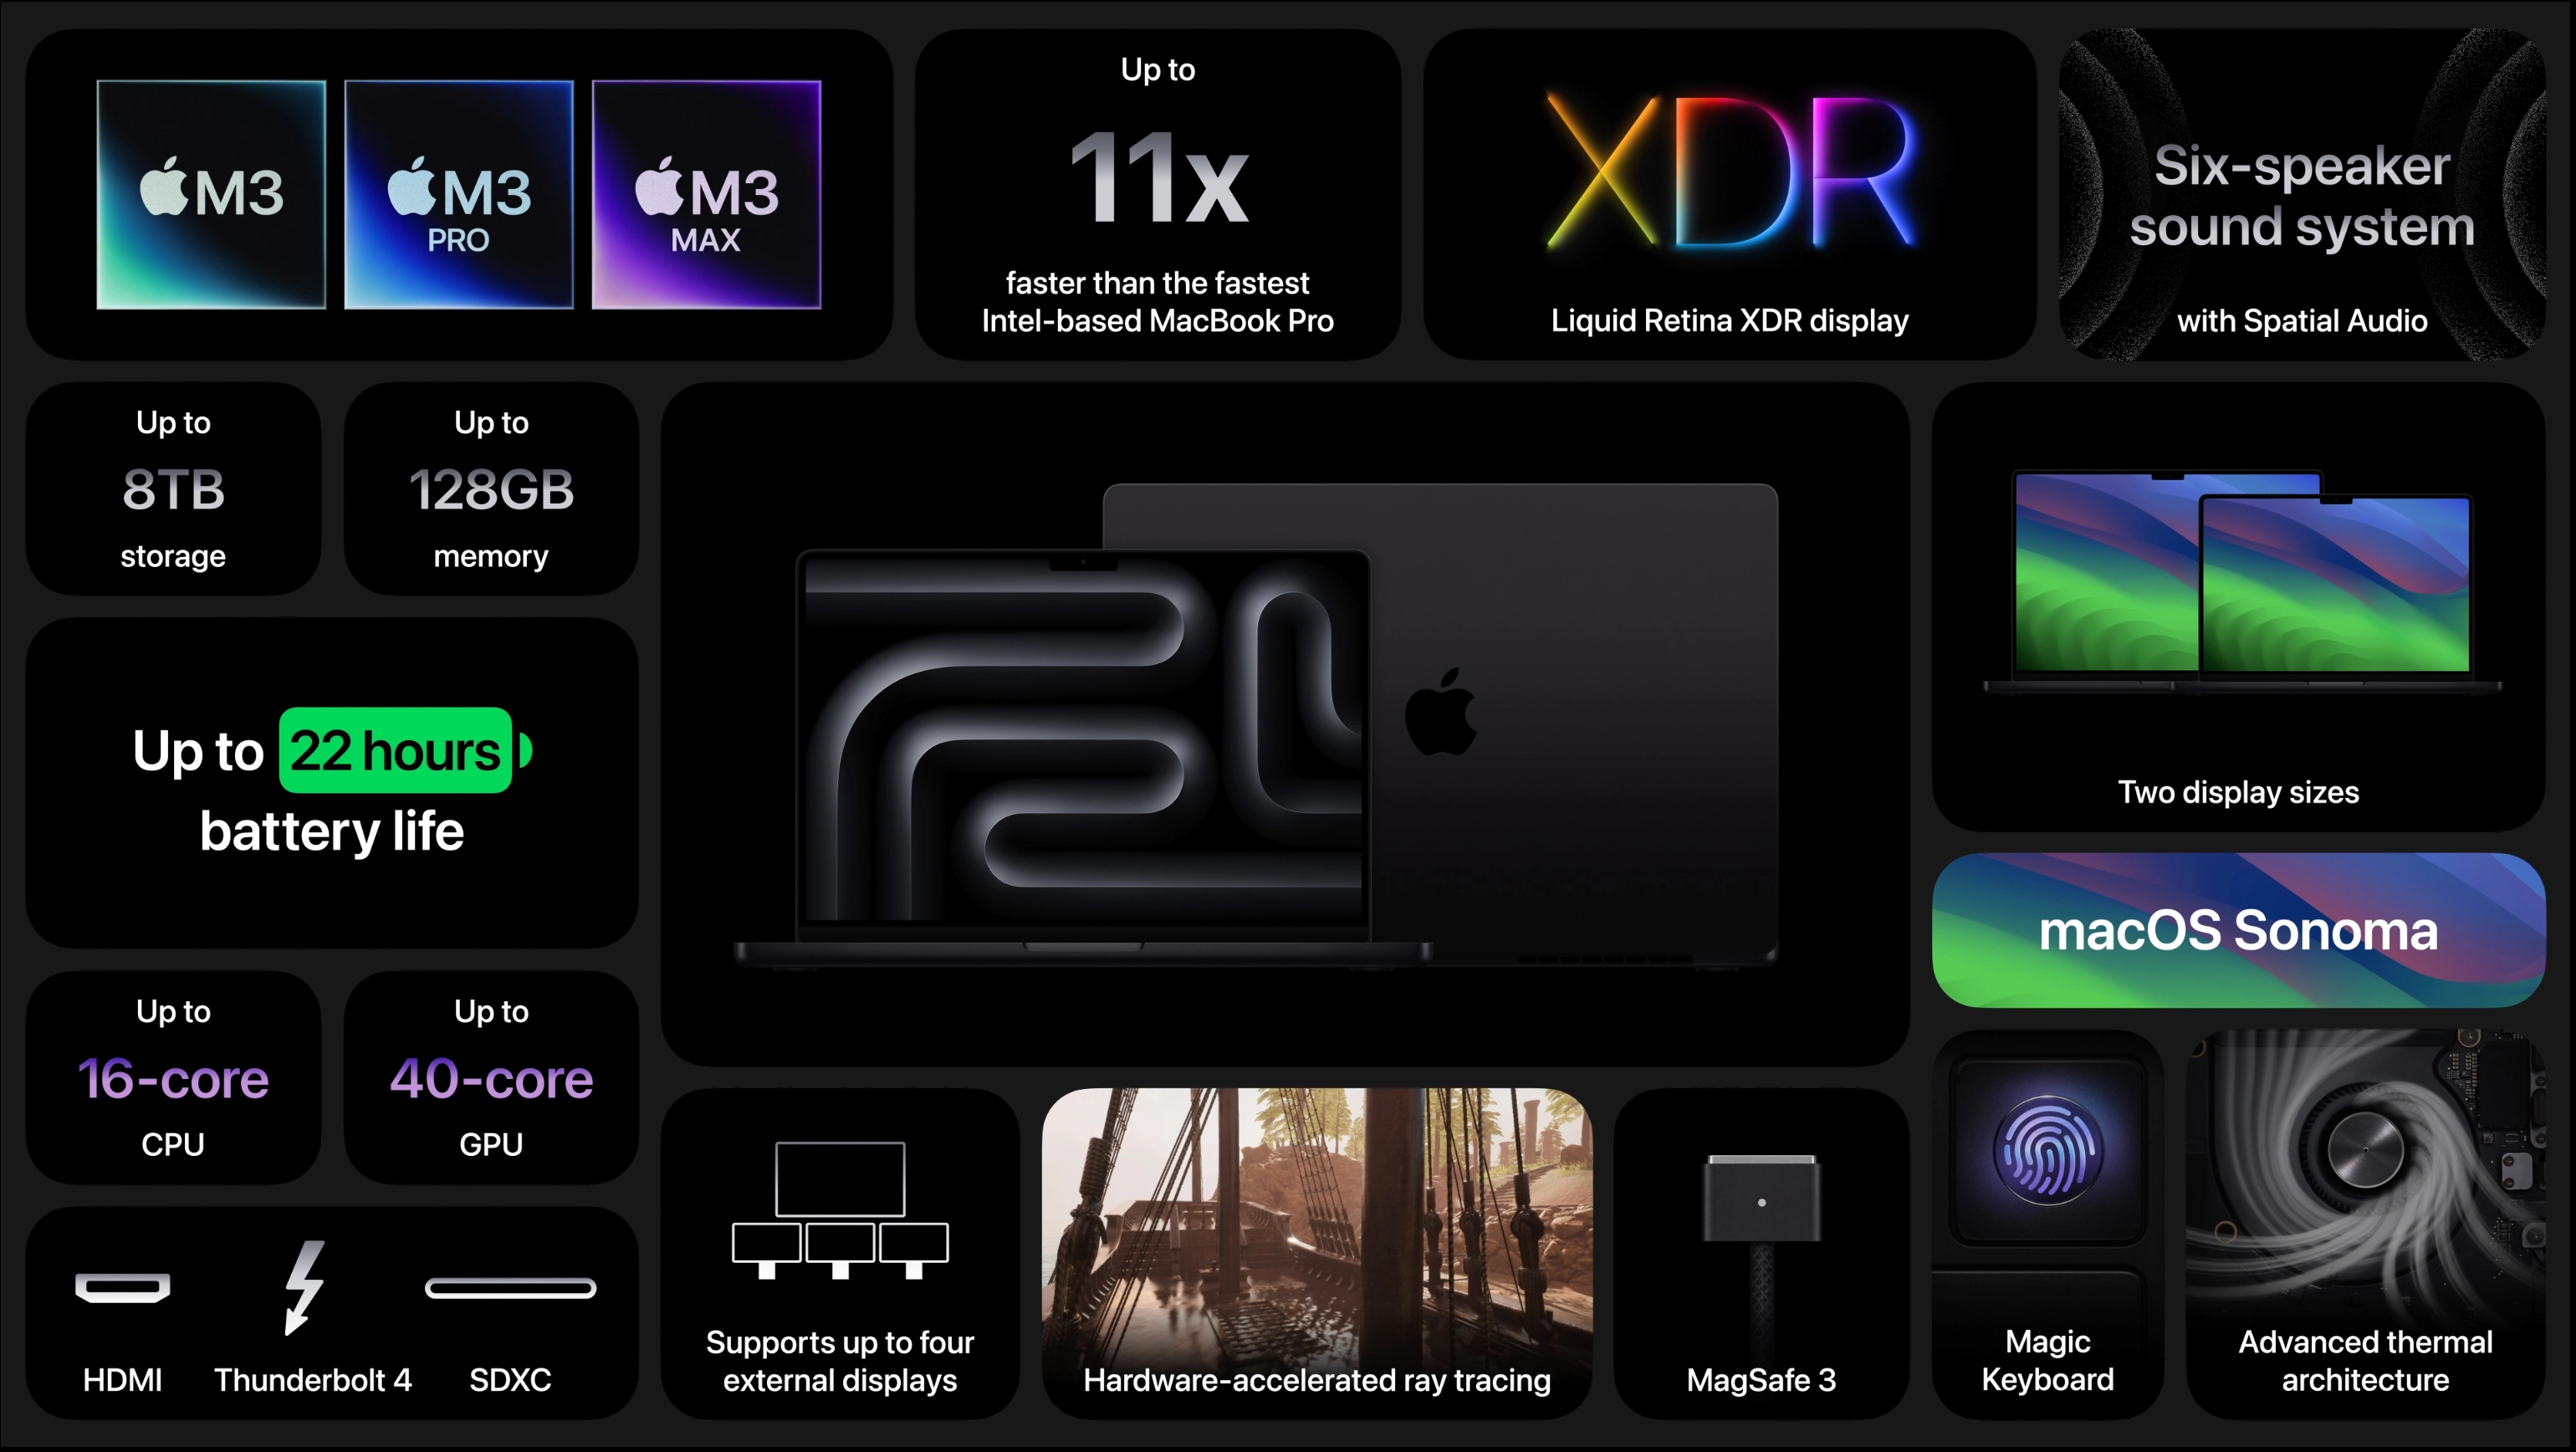 M3
M3
PRO
M3
MAX
Up to
11x
faster than the fastest
Intel-based MacBook Pro
XDR
Liquid Retina XDR display
Six-speaker
sound system
with Spatial Audio
Up to
8TB
storage
Up to
128GB
memory
Up to 22 hours
battery life
Two display sizes
macOS Sonoma
Up to
16-core
CPU
Up to
40-core
GPU
HDMI
Thunderbolt 4
SDXC
Supports up to four
external displays
Hardware-accelerated ray tracing
MagSafe 3
Magic
Keyboard
Advanced thermal
architecture